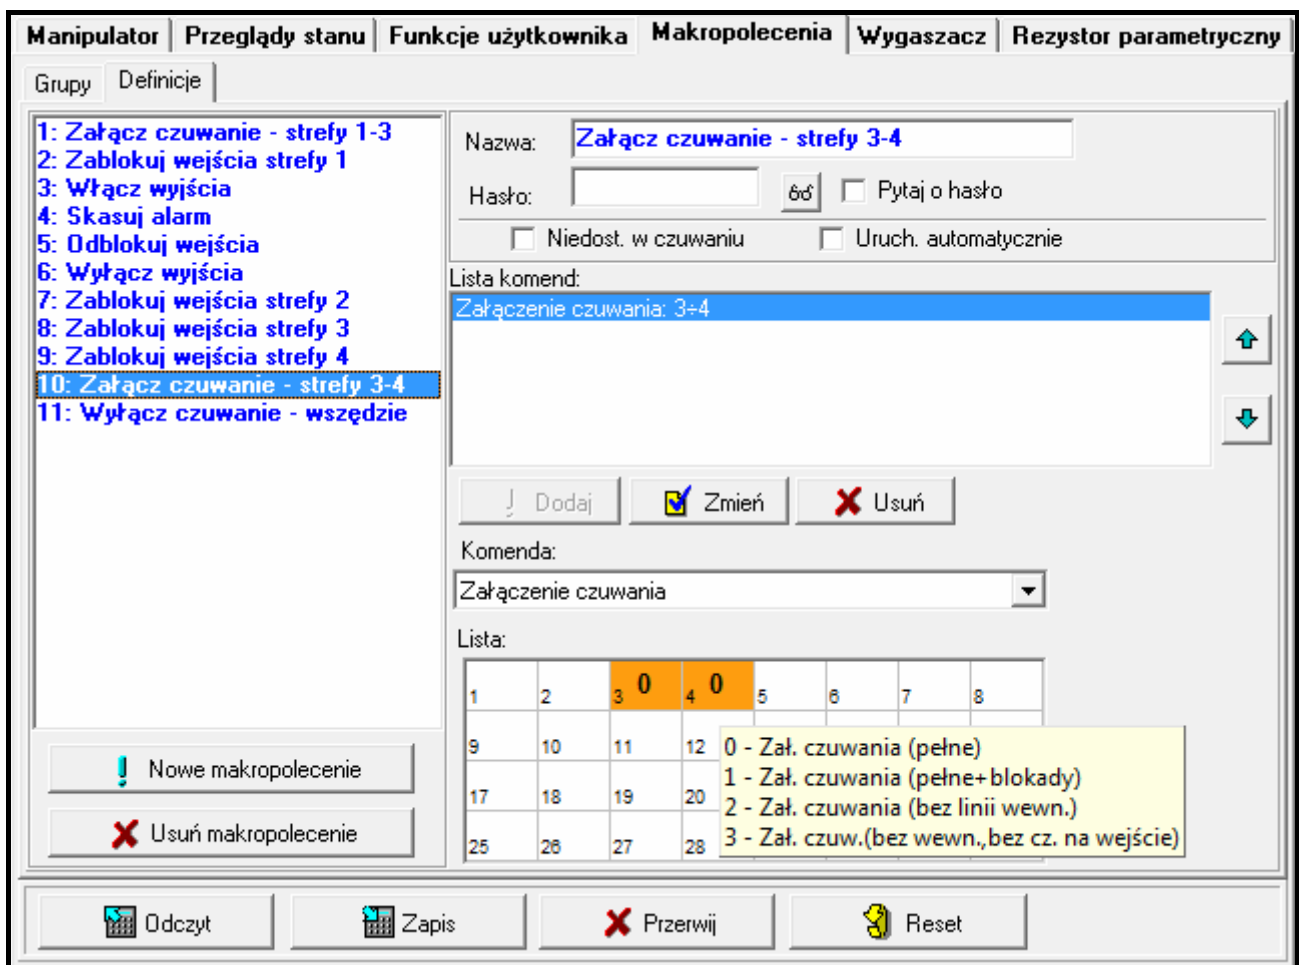 Manipulator Przeglądy stanu Funkcje użytkownika Makropolecenia Wygaszacz Rezystor parametryczny
Grupy Definicje
1: Załącz czuwanie - strefy 1-3
2: Zablokuj wejścia strefy 1
3: Włącz wyjścia
4: Skasuj alarm
5: Odblokuj wejścia
6: Wyłącz wyjścia
7: Zablokuj wejścia strefy 2
8: Zablokuj wejścia strefy 3
9: Zablokuj wejścia strefy 4
10: Załącz czuwanie - strefy 3-4
11: Wyłącz czuwanie - wszędzie
Nowe makropolecenie
Usuń makropolecenie
Nazwa: Załącz czuwanie - strefy 3-4
Hasło: Pytaj o hasło
Niedost. w czuwaniu Uruch. automatycznie
Lista komend:
Załączenie czuwania: 3÷4
Dodaj Zmień Usuń
Komenda:
Załączenie czuwania
Lista:
1 2 3 0 4 0 5 6 7 8
9 10 11 12
17 18 19 20
25 26 27 28
0 - Zał. czuwania (pełne)
1 - Zał. czuwania (pełne+blokady)
2 - Zał. czuwania (bez linii wewn.)
3 - Zał. czuw.(bez wewn.,bez cz. na wejście)
Odczyt Zapis Przerwij Reset